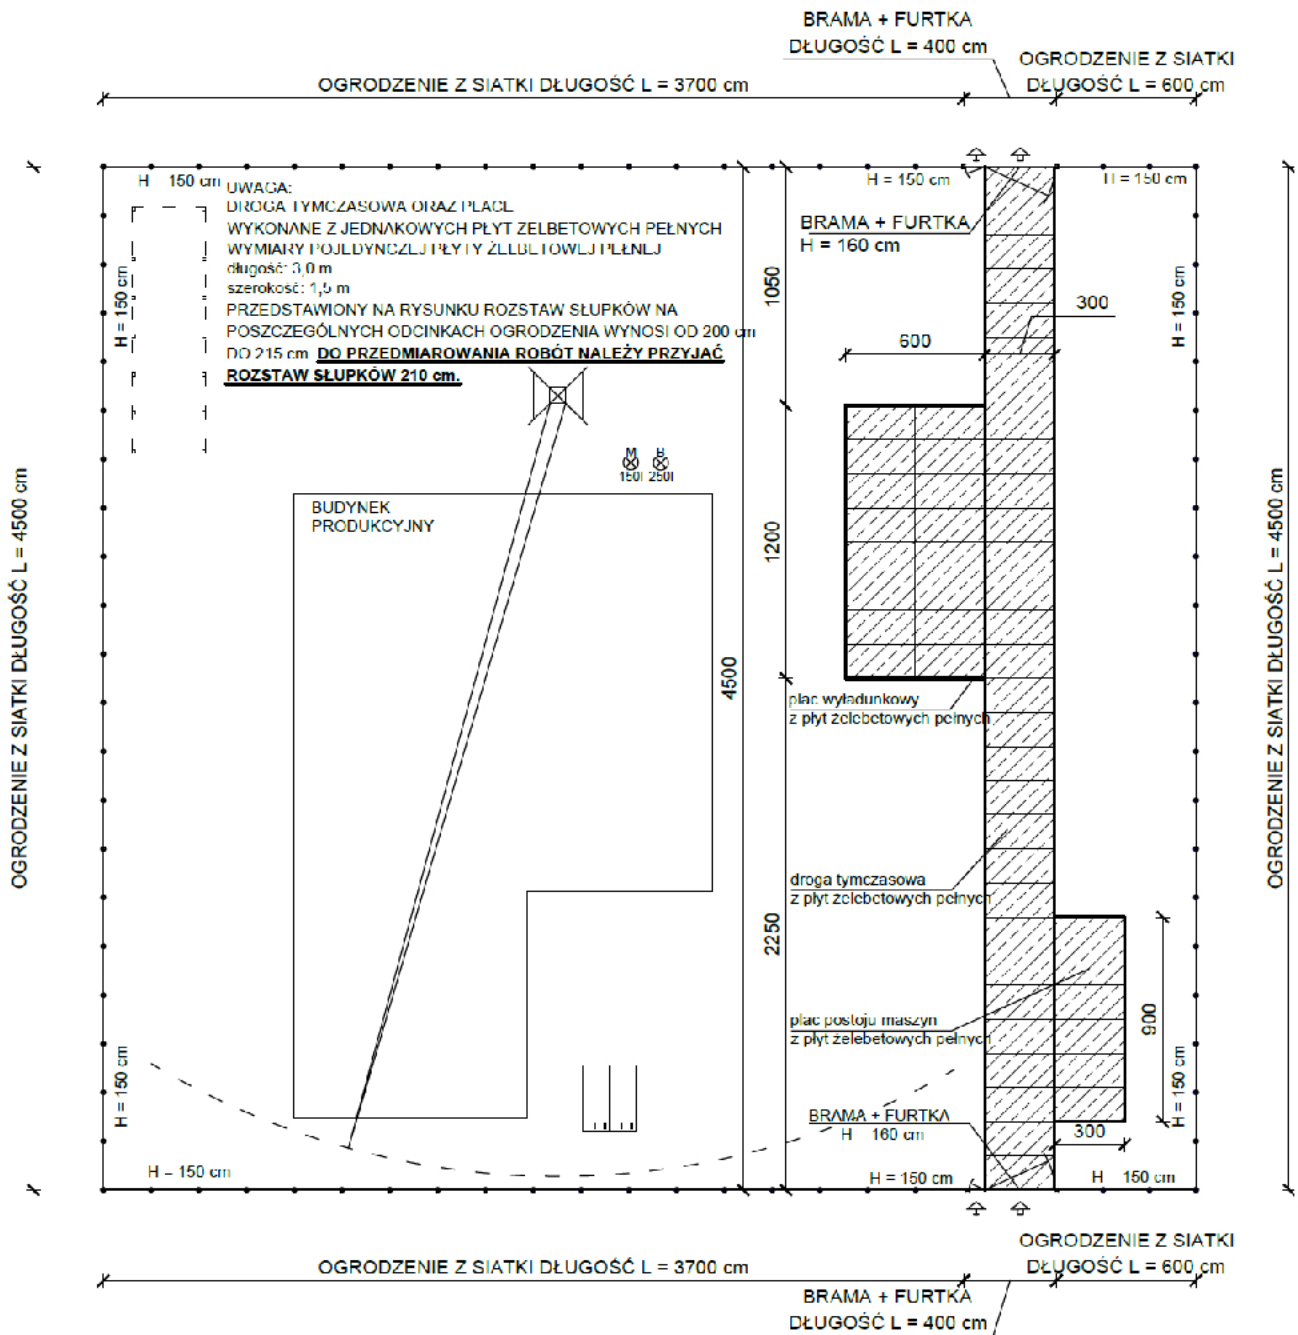 BRAMA + FURTKA
DŁUGOŚĆ L = 400 cm
OGRODZENIE Z SIATKI
DŁUGOŚĆ L = 600 cm
OGRODZENIE Z SIATKI DŁUGOŚĆ L = 3700 cm
H 150 cm
UWAGA:
DROGA TYMCZASOWA ORAZ PLACE
WYKONANE Z JEDNAKOWYCH PŁYT ŻELBETOWYCH PEŁNYCH
WYMIARY POJEDYNCZEJ PŁYTY ŻELBETOWEJ PEŁNEJ
długość: 3,0 m
szerokość: 1,5 m
PRZEDSTAWIONY NA RYSUNKU ROZSTAW SŁUPKÓW NA
POSZCZEGÓLNYCH ODCINKACH OGRODZENIA WYNOSI OD 200 cm
DO 215 cm DO PRZEDMIAROWANIA ROBÓT NALEŻY PRZYJĄĆ
ROZSTAW SŁUPKÓW 210 cm.
H = 150 cm
H = 150 cm
H = 150 cm
BRAMA + FURTKA
H = 160 cm
1050
300
H = 150 cm
600
M
150l
B
250l
BUDYNEK
PRODUKCYJNY
1200
4500
OGRODZENIE Z SIATKI DŁUGOŚĆ L = 4500 cm
OGRODZENIE Z SIATKI DŁUGOŚĆ L = 4500 cm
plac wyładunkowy
z płyt żelebetowych pełnych
droga tymczasowa
z płyt żelebetowych pełnych
2250
plac postoju maszyn
z płyt żelebetowych pełnych
900
H = 150 cm
H = 150 cm
BRAMA + FURTKA
H 160 cm
300
H = 150 cm
H = 150 cm
H 150 cm
OGRODZENIE Z SIATKI DŁUGOŚĆ L = 3700 cm
OGRODZENIE Z SIATKI
DŁUGOŚĆ L = 600 cm
BRAMA + FURTKA
DŁUGOŚĆ L = 400 cm